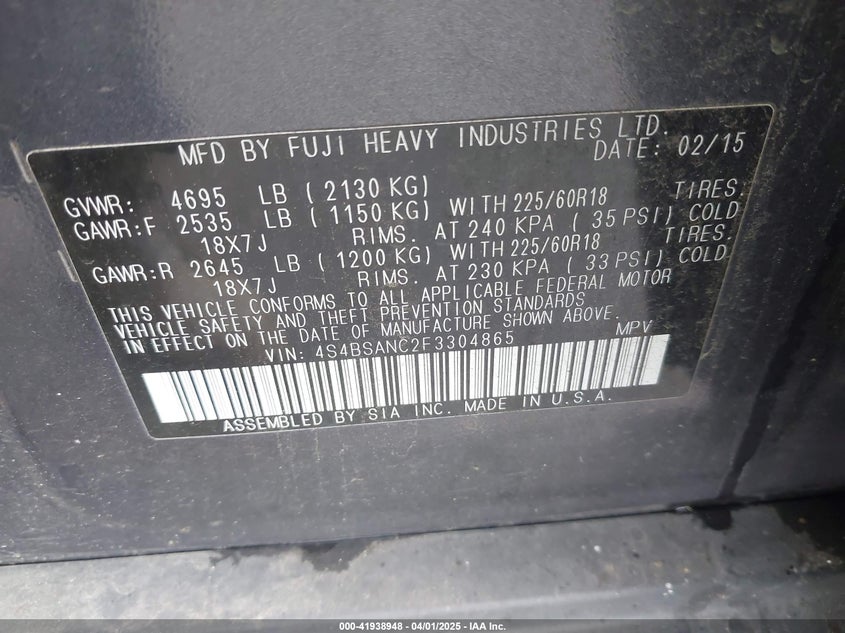 MFD BY FUJI HEAVY INDUSTRIES LTD.
DATE: 02/15
GVWR: 4695 LB ( 2130 KG)
GAWR:F 2535 LB ( 1150 KG) WITH 225/60R18 TIRES:
18X7J RIMS. AT 240 KPA ( 35 PSI) COLD
GAWR:R 2645 LB ( 1200 KG) WITH 225/60R18 TIRES:
18X7J RIMS. AT 230 KPA ( 33 PSI) COLD
THIS VEHICLE CONFORMS TO ALL APPLICABLE FEDERAL MOTOR
VEHICLE SAFETY AND THEFT PREVENTION STANDARDS
IN EFFECT ON THE DATE OF MANUFACTURE SHOWN ABOVE.
VIN: 4S4BSANC2F3304865 MPV
ASSEMBLED BY SIA INC. MADE IN U.S.A.
000-41938948 - 04/01/2025 - IAA Inc.